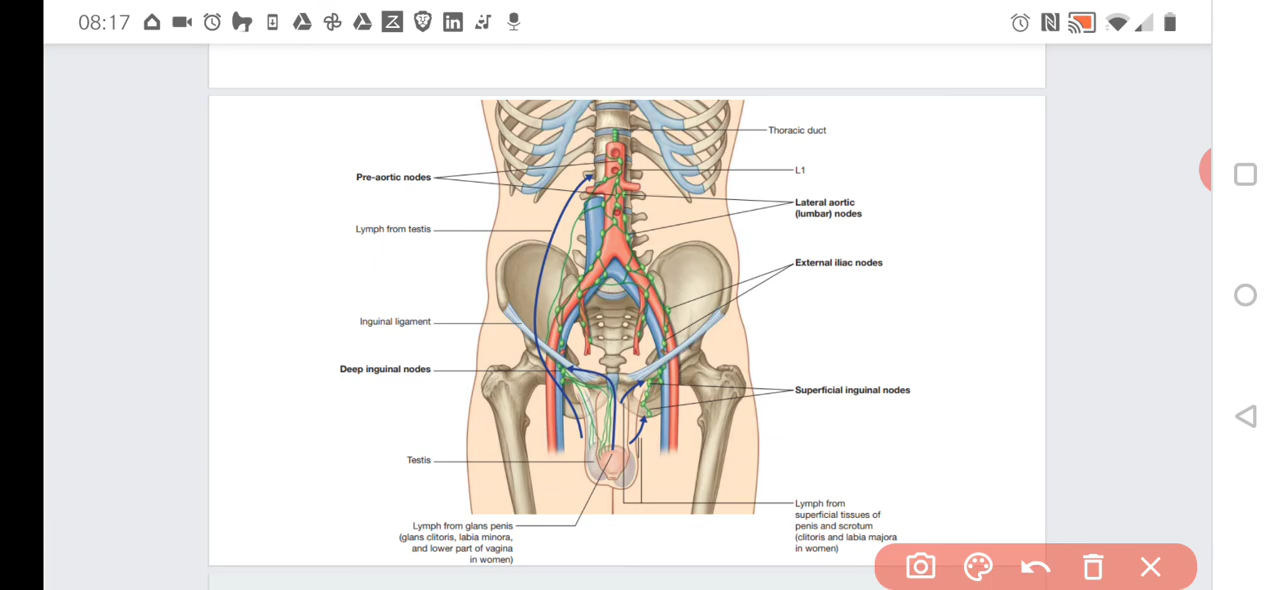 08:17
Thoracic duct
L1
Pre-aortic nodes
Lateral aortic
(lumbar) nodes
Lymph from testis
External iliac nodes
Inguinal ligament
Deep inguinal nodes
Superficial inguinal nodes
Testis
Lymph from
superficial tissues of
penis and scrotum
(clitoris and labia majora
in women)
Lymph from glans penis
(glans clitoris, labia minora,
and lower part of vagina
in women)